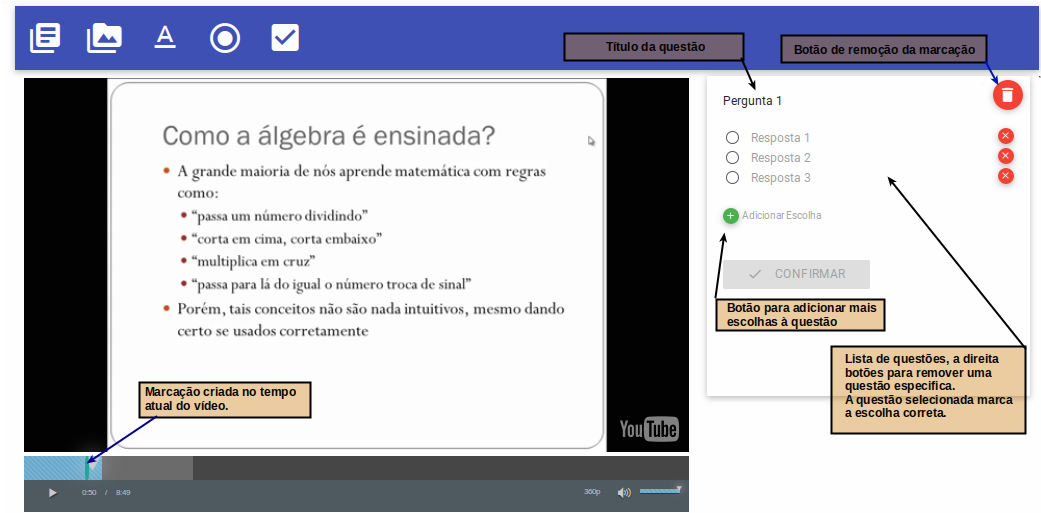 Título da questão
Botão de remoção da marcação
Como a álgebra é ensinada?
A grande maioria de nós aprende matemática com regras
como:
“passa um número dividindo”
“corta em cima, corta embaixo”
“multiplica em cruz”
“passa para lá do igual o número troca de sinal”
Porém, tais conceitos não são nada intuitivos, mesmo dando
certo se usados corretamente
Marcação criada no tempo
atual do vídeo.
YouTube
0:50 / 8:49
360p
Pergunta 1
Resposta 1
Resposta 2
Resposta 3
Adicionar Escolha
CONFIRMAR
Botão para adicionar mais
escolhas à questão
Lista de questões, a direita
botões para remover uma
questão especifica.
A questão selecionada marca
a escolha correta.